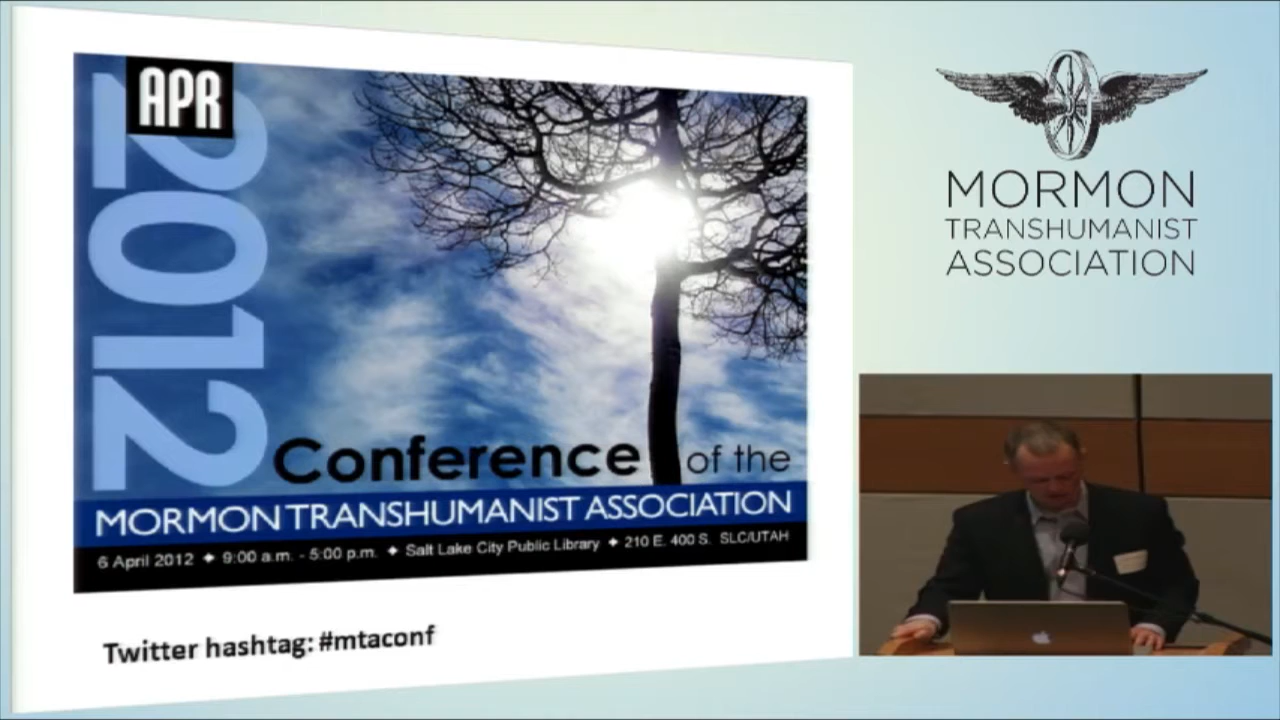 APR
2012
Conference of the
MORMON TRANSHUMANIST ASSOCIATION
6 April 2012 ✦ 9:00 a.m. - 5:00 p.m. ✦ Salt Lake City Public Library ✦ 210 E. 400 S. SLC/UTAH
Twitter hashtag: #mtaconf
MORMON
TRANSHUMANIST
ASSOCIATION